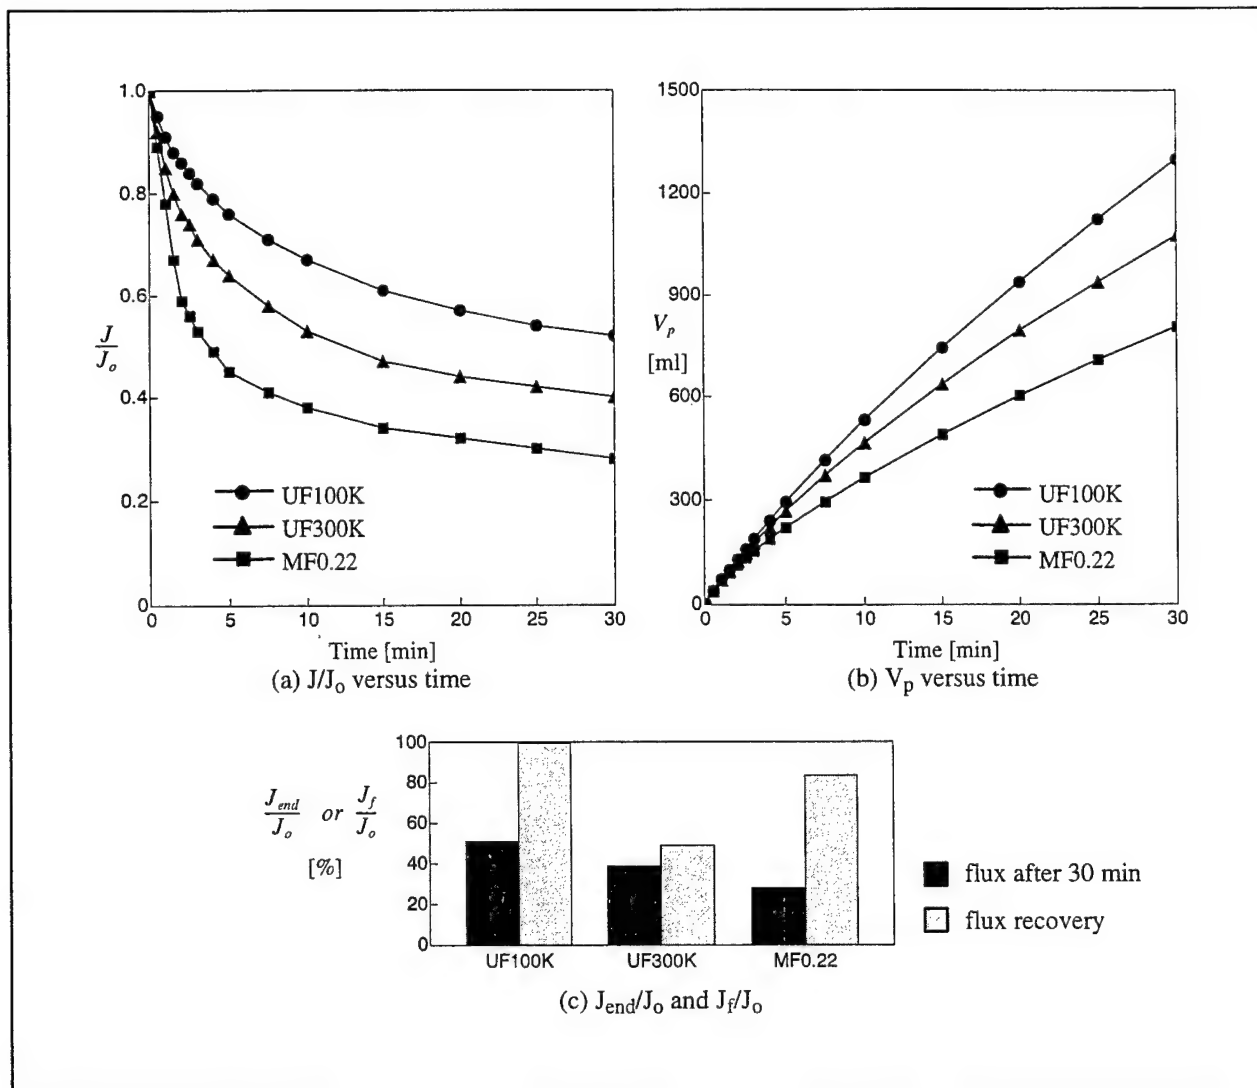 1.0
0.8
0.6
J/J_o
0.4
0.2
0
UF100K
UF300K
MF0.22
0 5 10 15 20 25 30
Time [min]
(a) J/J_o versus time
1500
1200
900
V_p
[ml]
600
300
0
UF100K
UF300K
MF0.22
0 5 10 15 20 25 30
Time [min]
(b) V_p versus time
100
80
60
40
20
0
J_end/J_o or J_f/J_o
[%]
UF100K UF300K MF0.22
flux after 30 min
flux recovery
(c) J_end/J_o and J_f/J_o